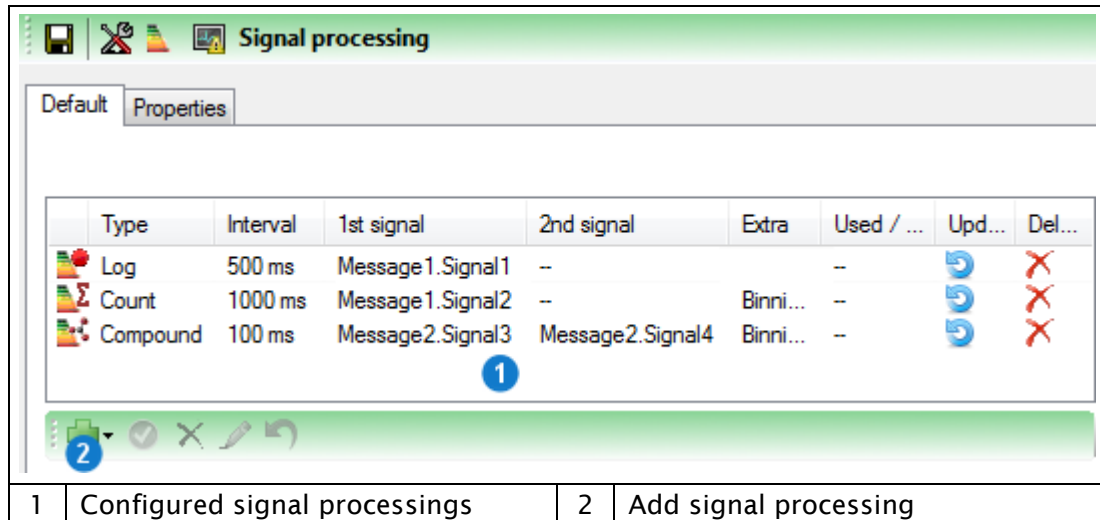 Signal processing
Default Properties
Type Interval 1st signal 2nd signal Extra Used / ... Upd... Del...
Log 500 ms Message1.Signal1 -- --
Count 1000 ms Message1.Signal2 -- Binni... --
Compound 100 ms Message2.Signal3 Message2.Signal4 Binni... --
1
2
1 Configured signal processings 2 Add signal processing